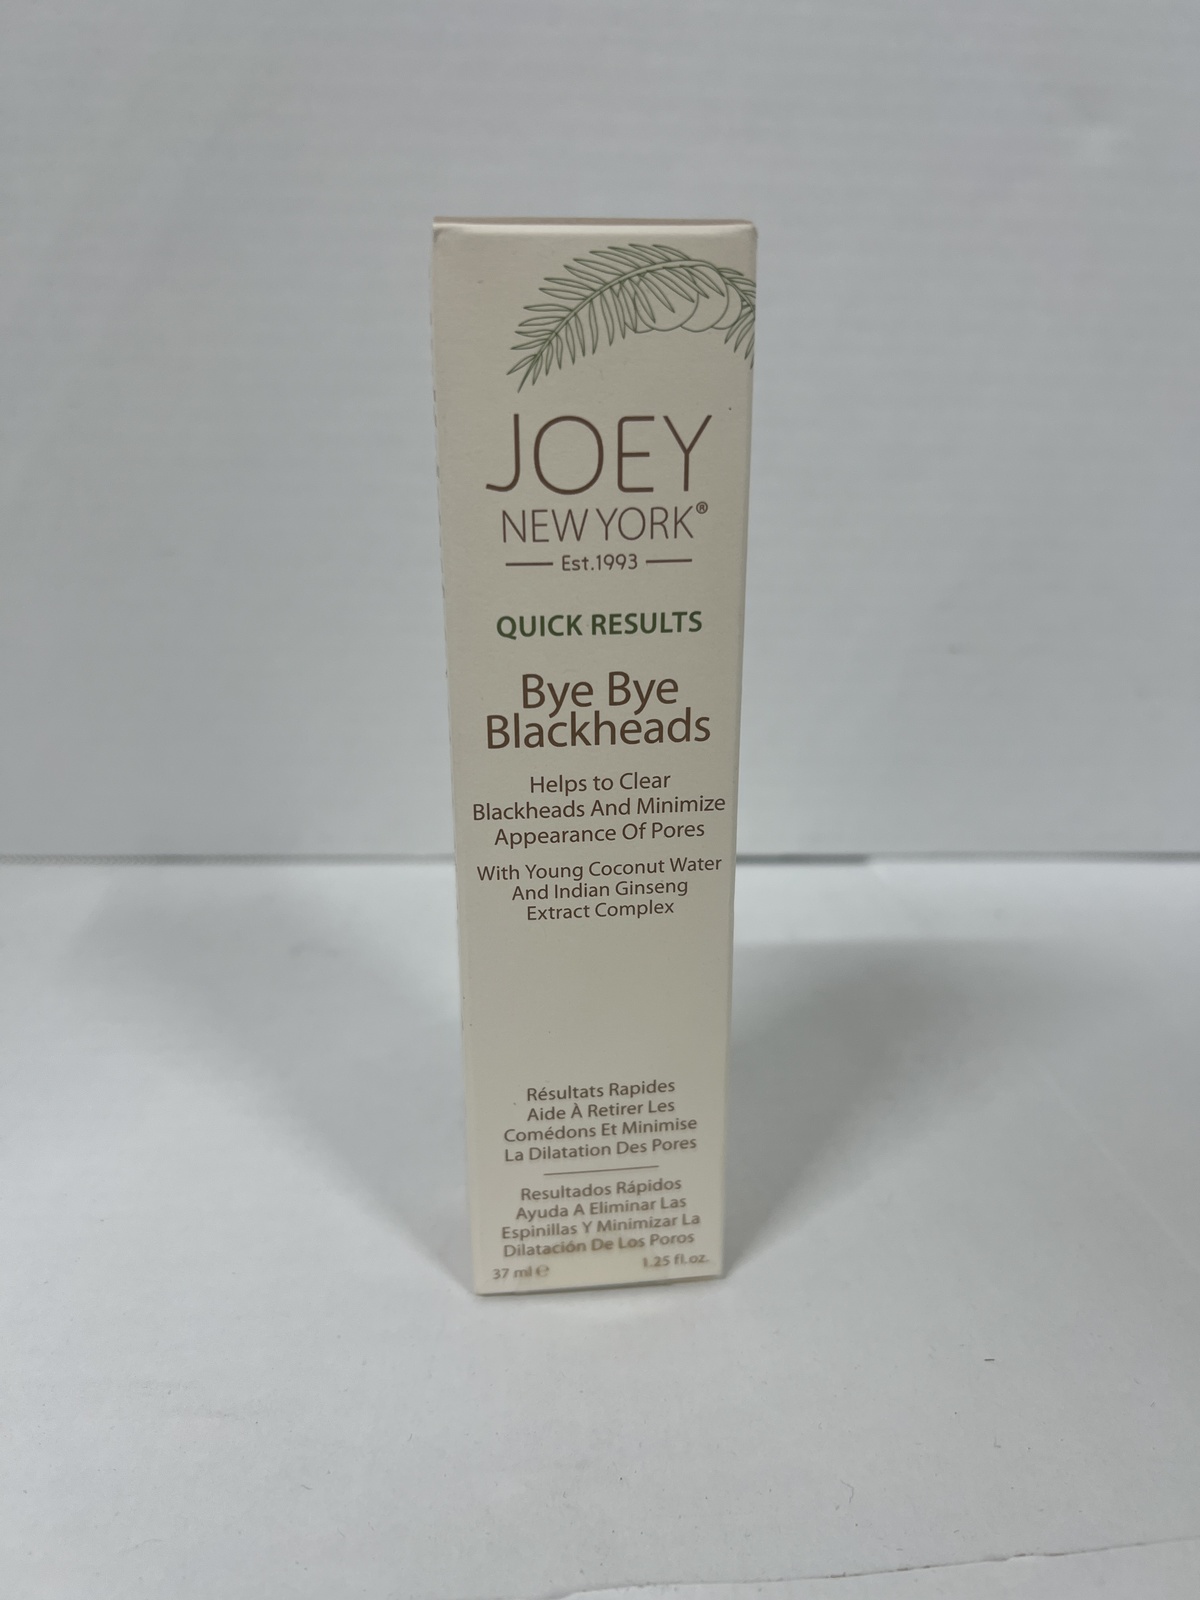 JOEY
NEW YORK®
Est.1993
QUICK RESULTS
Bye Bye
Blackheads
Helps to Clear
Blackheads And Minimize
Appearance Of Pores
With Young Coconut Water
And Indian Ginseng
Extract Complex
Résultats Rapides
Aide À Retirer Les
Comédons Et Minimise
La Dilatation Des Pores
Resultados Rápidos
Ayuda A Eliminar Las
Espinillas Y Minimizar La
Dilatación De Los Poros
37 ml ℮ 1.25 fl.oz.